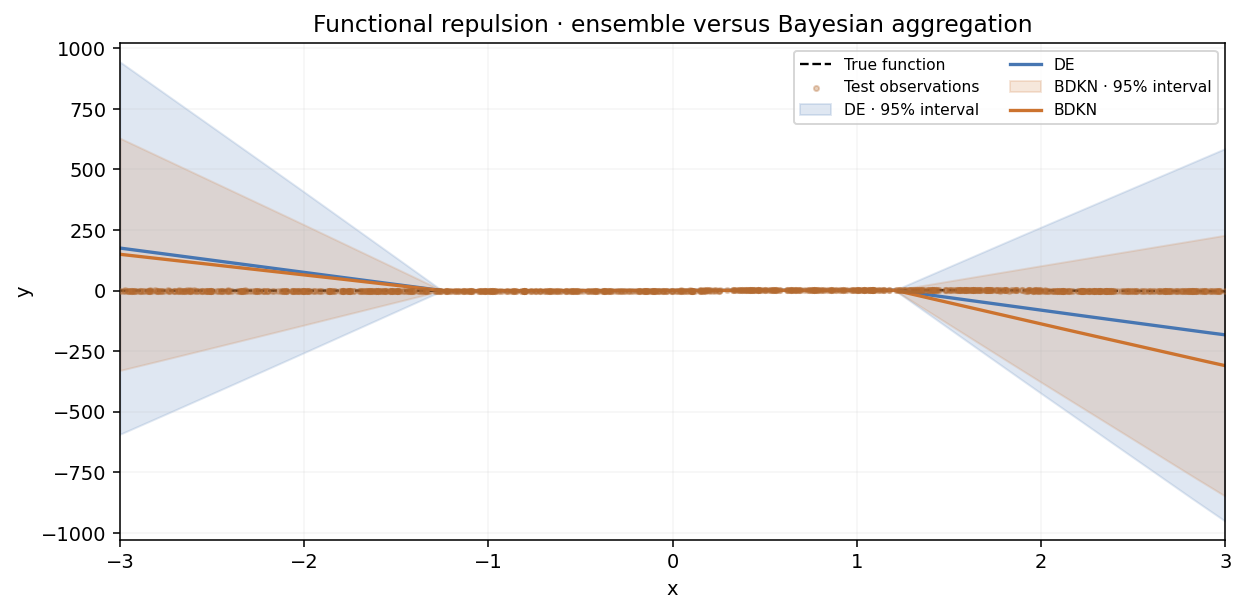 Functional repulsion · ensemble versus Bayesian aggregation
1000
750
500
250
0
−250
−500
−750
−1000
y
True function
Test observations
DE · 95% interval
DE
BDKN · 95% interval
BDKN
−3
−2
−1
0
1
2
3
x